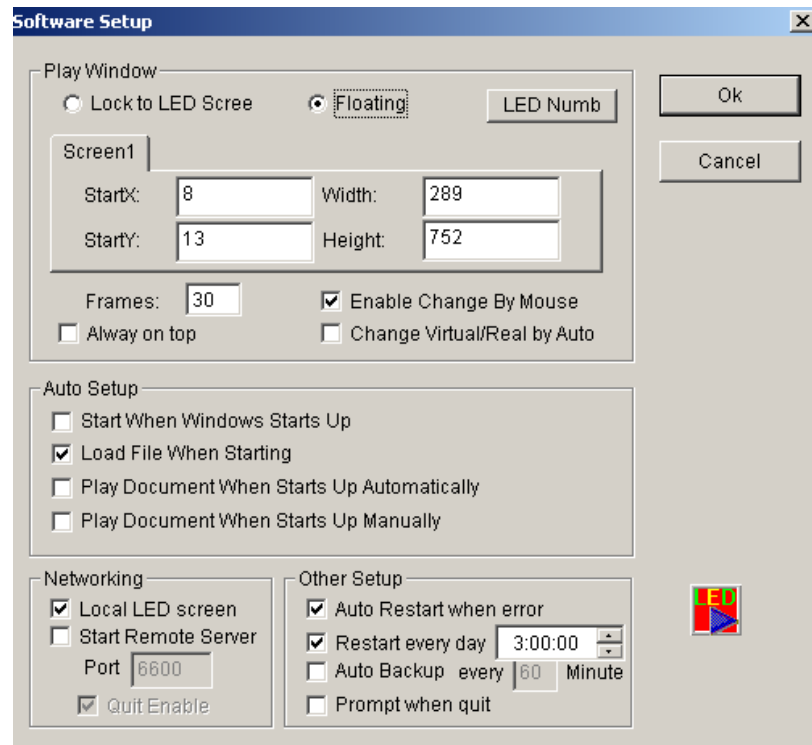 Software Setup
Play Window
Lock to LED Scree
Floating
LED Numb
Ok
Cancel
Screen1
StartX: 8 Width: 289
StartY: 13 Height: 752
Frames: 30
Enable Change By Mouse
Alway on top
Change Virtual/Real by Auto
Auto Setup
Start When Windows Starts Up
Load File When Starting
Play Document When Starts Up Automatically
Play Document When Starts Up Manually
Networking
Local LED screen
Start Remote Server
Port 6600
Quit Enable
Other Setup
Auto Restart when error
Restart every day 3:00:00
Auto Backup every 60 Minute
Prompt when quit
LED